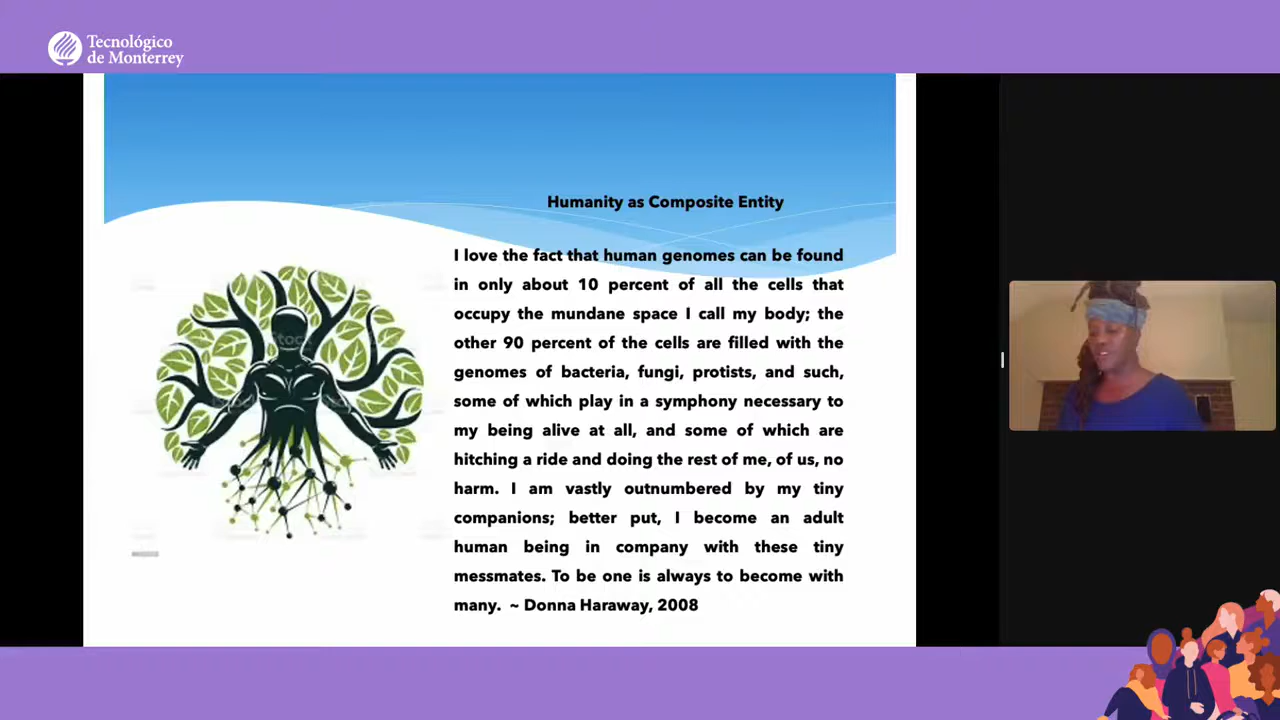 Tecnológico
de Monterrey
Humanity as Composite Entity
I love the fact that human genomes can be found
in only about 10 percent of all the cells that
occupy the mundane space I call my body; the
other 90 percent of the cells are filled with the
genomes of bacteria, fungi, protists, and such,
some of which play in a symphony necessary to
my being alive at all, and some of which are
hitching a ride and doing the rest of me, of us, no
harm. I am vastly outnumbered by my tiny
companions; better put, I become an adult
human being in company with these tiny
messmates. To be one is always to become with
many. ~ Donna Haraway, 2008